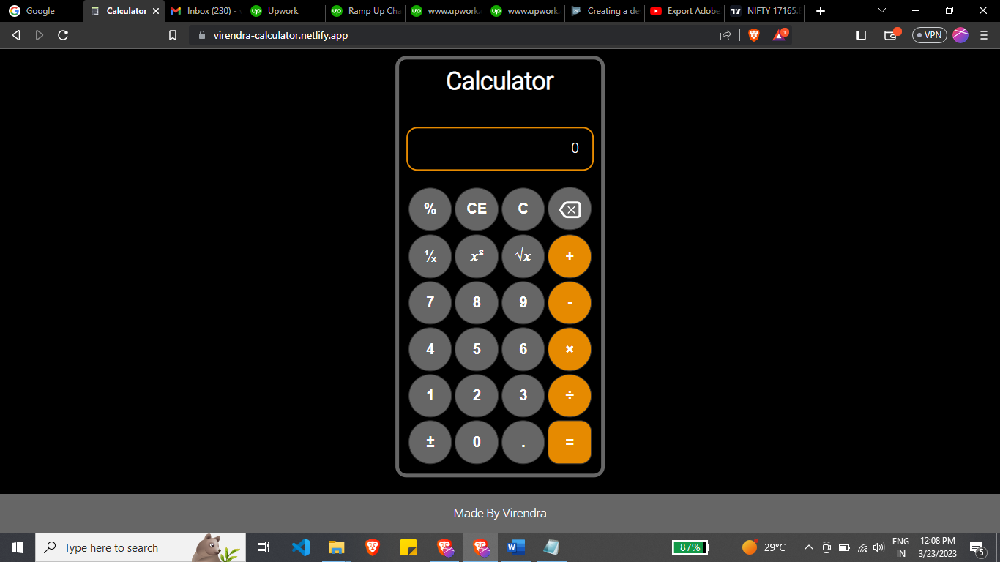 Google
Calculator
Inbox (230) -
Upwork
Ramp Up Cha
www.upwork.
www.upwork.
Creating a de
Export Adobe
NIFTY 17165.
virendra-calculator.netlify.app
1
VPN
Calculator
0
% CE C
¹⁄ₓ x² √x +
7 8 9 -
4 5 6 ×
1 2 3 ÷
± 0 . =
Made By Virendra
Type here to search
87%
29°C
ENG
IN
12:08 PM
3/23/2023
5